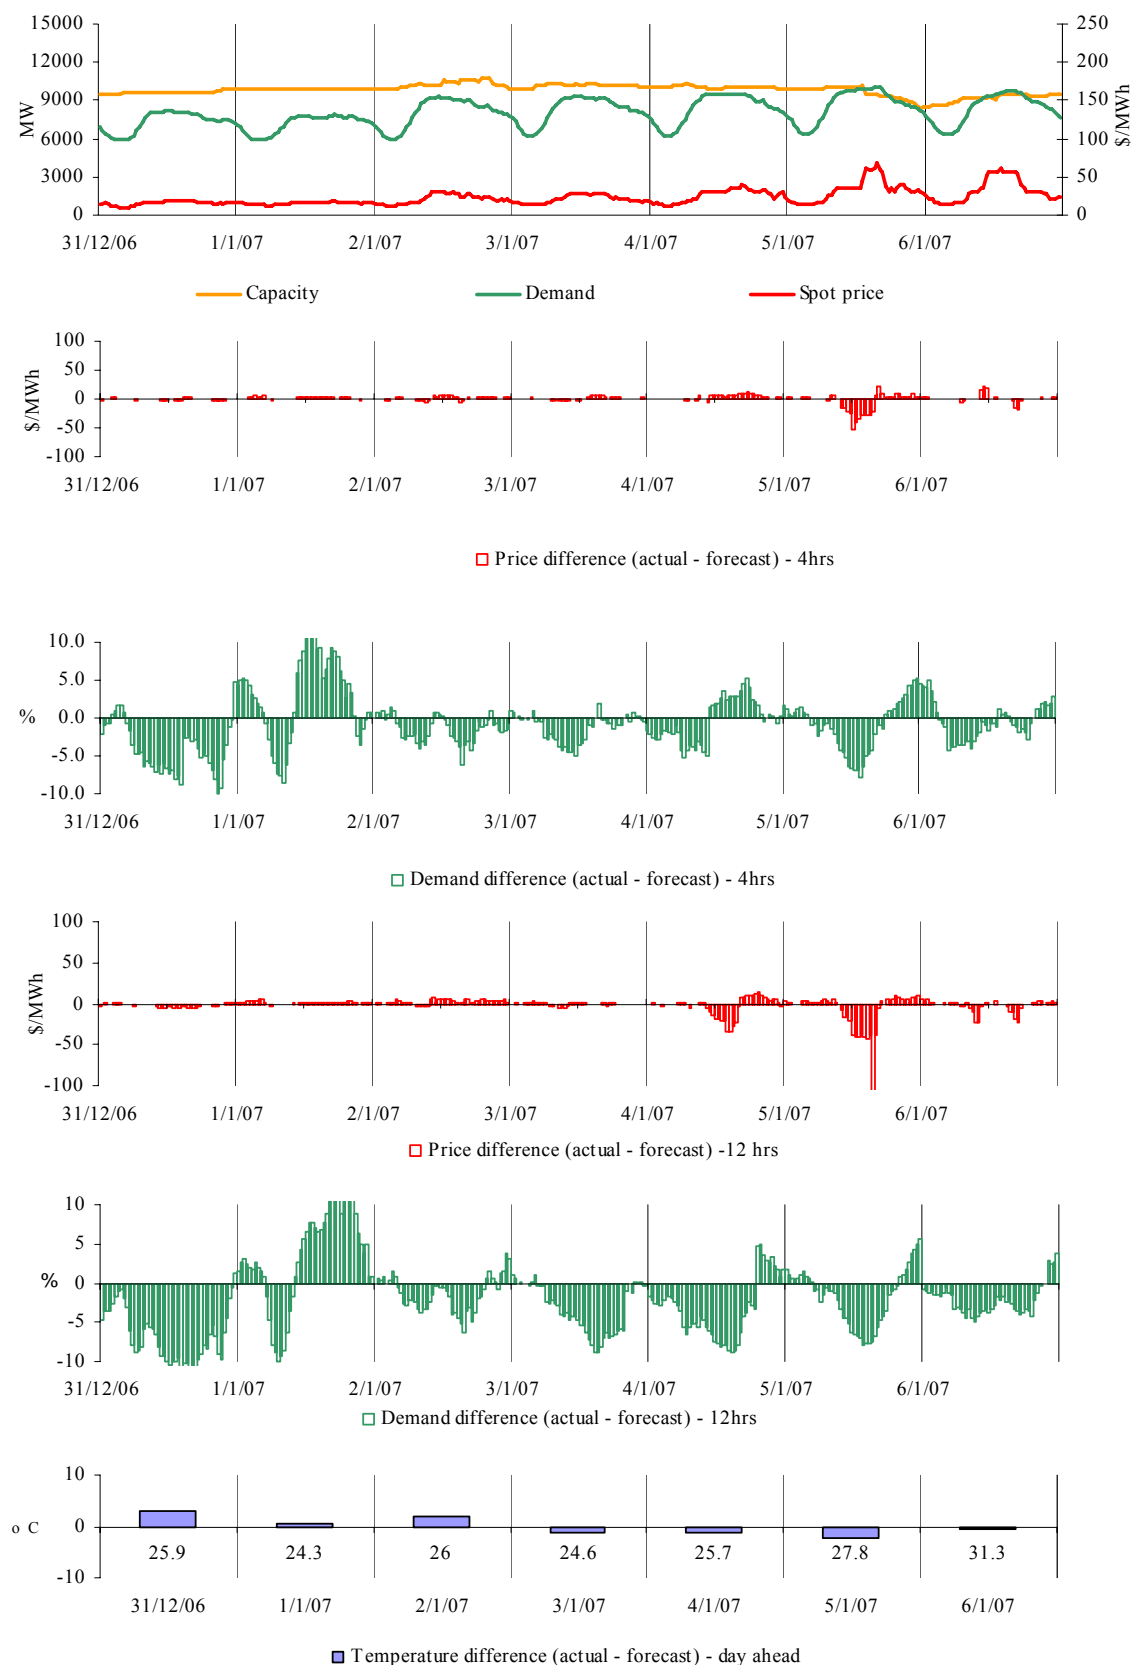 15000 250
12000 200
9000 150
6000 100
3000 50
0 0
MW
$/MWh
31/12/06 1/1/07 2/1/07 3/1/07 4/1/07 5/1/07 6/1/07
Capacity Demand Spot price
100
50
0
-50
-100
$/MWh
31/12/06 1/1/07 2/1/07 3/1/07 4/1/07 5/1/07 6/1/07
Price difference (actual - forecast) - 4hrs
10.0
5.0
0.0
-5.0
-10.0
%
31/12/06 1/1/07 2/1/07 3/1/07 4/1/07 5/1/07 6/1/07
Demand difference (actual - forecast) - 4hrs
100
50
0
-50
-100
$/MWh
31/12/06 1/1/07 2/1/07 3/1/07 4/1/07 5/1/07 6/1/07
Price difference (actual - forecast) -12 hrs
10
5
0
-5
-10
%
31/12/06 1/1/07 2/1/07 3/1/07 4/1/07 5/1/07 6/1/07
Demand difference (actual - forecast) - 12hrs
10
0
-10
o C
25.9 24.3 26 24.6 25.7 27.8 31.3
31/12/06 1/1/07 2/1/07 3/1/07 4/1/07 5/1/07 6/1/07
Temperature difference (actual - forecast) - day ahead